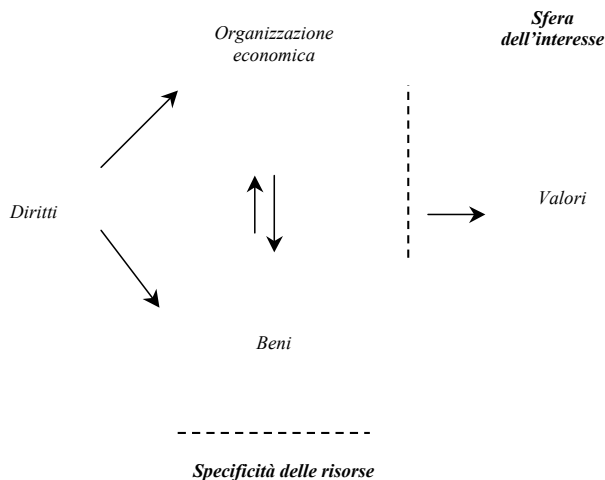 Organizzazione
economica
Sfera
dell’interesse
Diritti
Valori
Beni
Specificità delle risorse